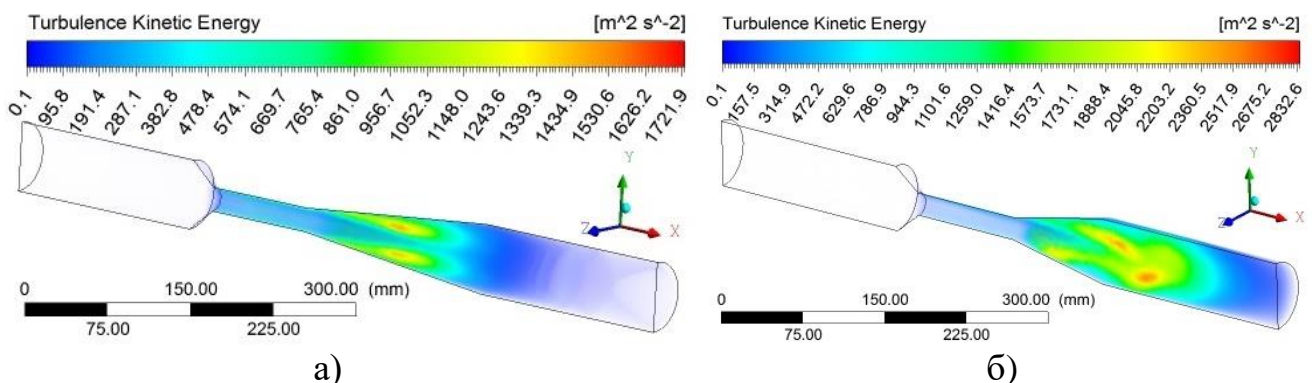 Turbulence Kinetic Energy [m^2 s^-2]
0.1 95.8 191.4 287.1 382.8 478.4 574.1 669.7 765.4 861.0 956.7 1052.3 1148.0 1243.6 1339.3 1434.9 1530.6 1626.2 1721.9
Y
Z X
0 150.00 300.00 (mm)
75.00 225.00
а)
Turbulence Kinetic Energy [m^2 s^-2]
0.1 157.5 314.9 472.2 629.6 786.9 944.3 1101.6 1259.0 1416.4 1573.7 1731.1 1888.4 2045.8 2203.2 2360.5 2517.9 2675.2 2832.6
Y
Z X
0 150.00 300.00 (mm)
75.00 225.00
б)